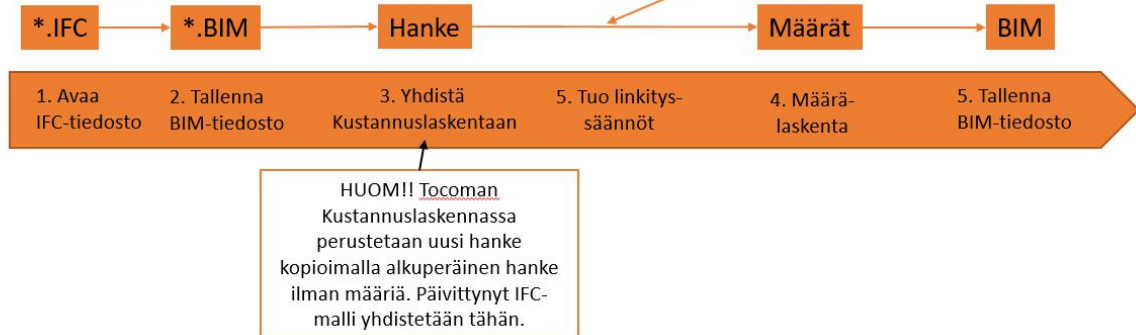 *.IFC
*.BIM
Hanke
Määrät
BIM
1. Avaa
IFC-tiedosto
2. Tallenna
BIM-tiedosto
3. Yhdistä
Kustannuslaskentaan
5. Tuo linkitys-
säännöt
4. Määrä-
laskenta
5. Tallenna
BIM-tiedosto
HUOM!! Tocoman
Kustannuslaskennassa
perustetaan uusi hanke
kopioimalla alkuperäinen hanke
ilman määriä. Päivittynyt IFC-
malli yhdistetään tähän.